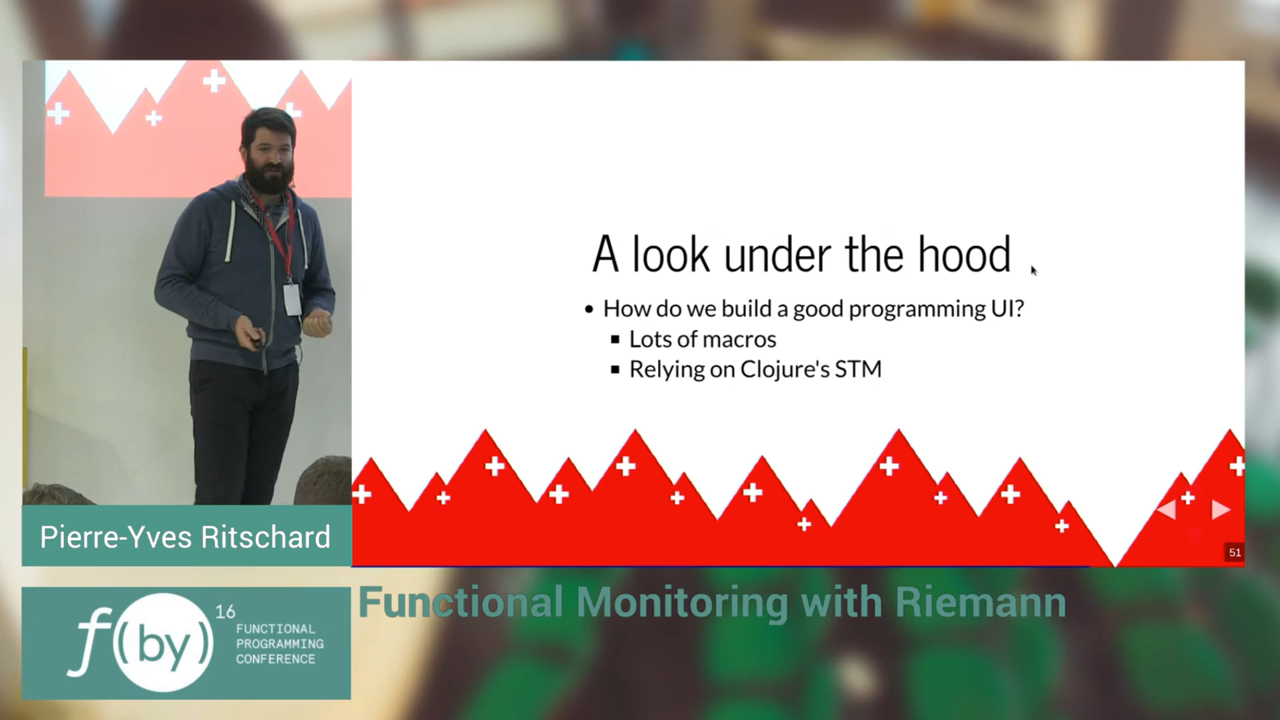 A look under the hood
• How do we build a good programming UI?
▪ Lots of macros
▪ Relying on Clojure's STM
51
Pierre-Yves Ritschard
f(by)16
FUNCTIONAL
PROGRAMMING
CONFERENCE
Functional Monitoring with Riemann